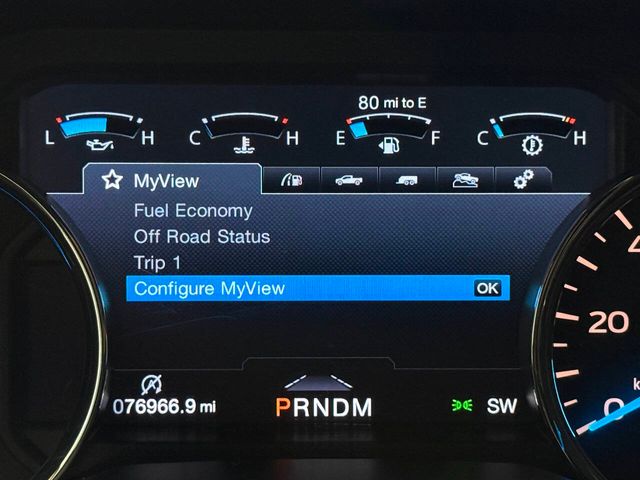 80 mi to E
L H C H E F C H
MyView
Fuel Economy
Off Road Status
Trip 1
Configure MyView OK
20
076966.9 mi PRNDM SW
0